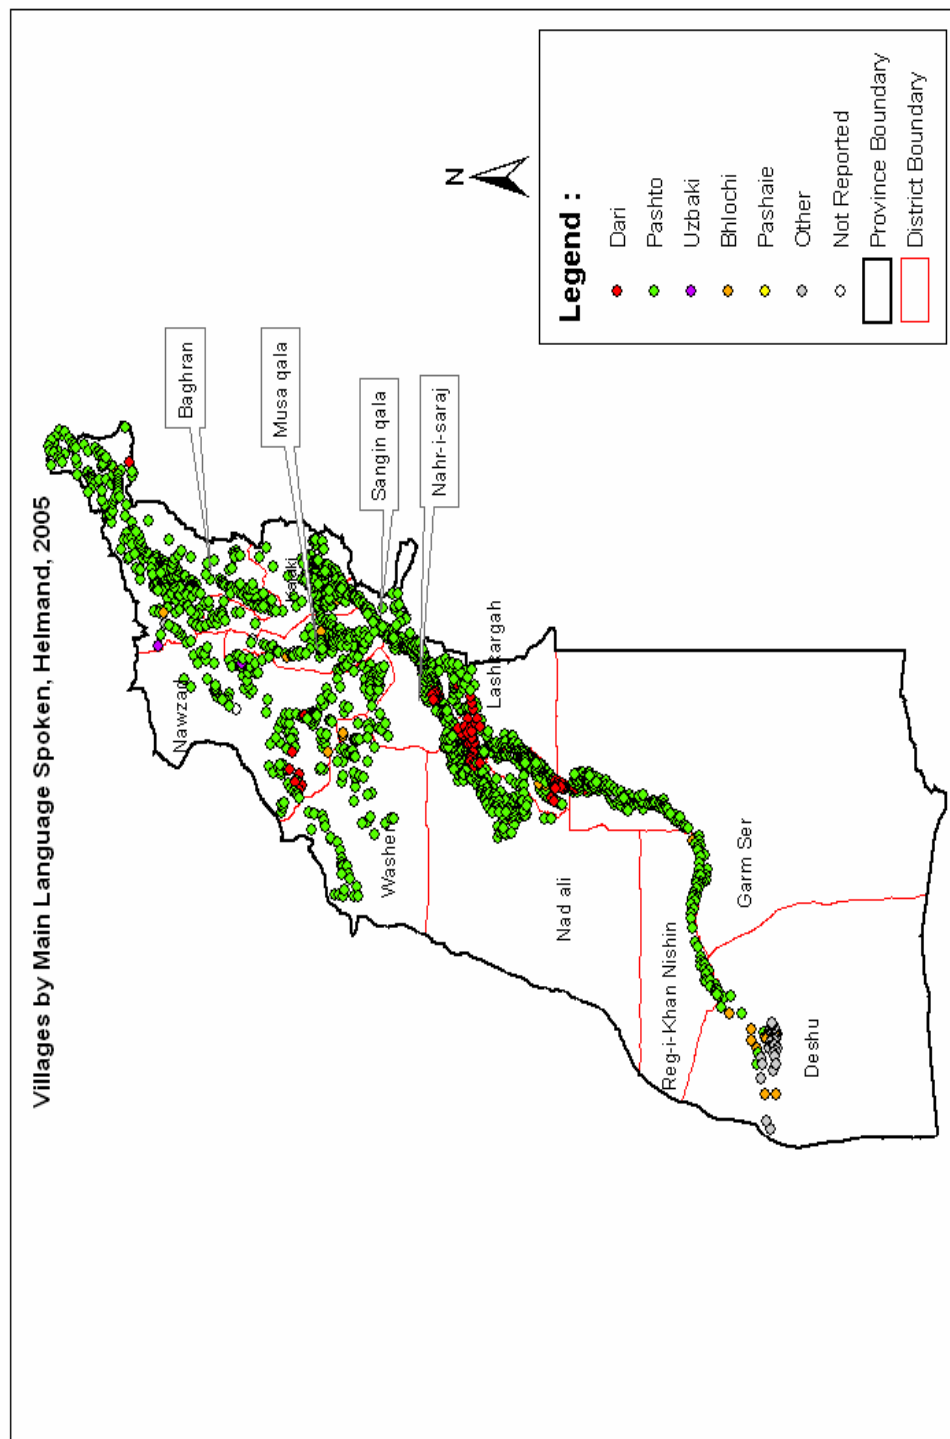 Villages by Main Language Spoken, Helmand, 2005
N
Baghran
Musa qala
Sangin qala
Nahr-i-saraj
Nawzad
Lashkargah
Washer
Nad ali
Garm Ser
Reg-i-Khan Nishin
Deshu
Legend :
Dari
Pashto
Uzbaki
Bhlochi
Pashaie
Other
Not Reported
Province Boundary
District Boundary